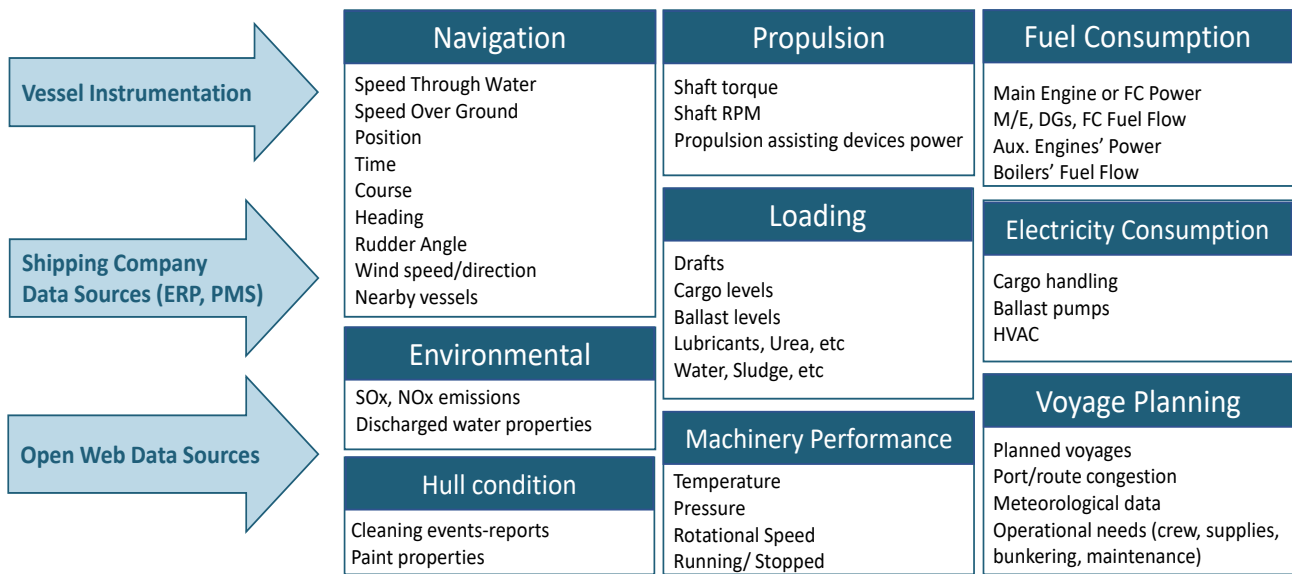 Vessel Instrumentation
Shipping Company
Data Sources (ERP, PMS)
Open Web Data Sources
Navigation
Speed Through Water
Speed Over Ground
Position
Time
Course
Heading
Rudder Angle
Wind speed/direction
Nearby vessels
Environmental
SOx, NOx emissions
Discharged water properties
Hull condition
Cleaning events-reports
Paint properties
Propulsion
Shaft torque
Shaft RPM
Propulsion assisting devices power
Loading
Drafts
Cargo levels
Ballast levels
Lubricants, Urea, etc
Water, Sludge, etc
Machinery Performance
Temperature
Pressure
Rotational Speed
Running/ Stopped
Fuel Consumption
Main Engine or FC Power
M/E, DGs, FC Fuel Flow
Aux. Engines’ Power
Boilers’ Fuel Flow
Electricity Consumption
Cargo handling
Ballast pumps
HVAC
Voyage Planning
Planned voyages
Port/route congestion
Meteorological data
Operational needs (crew, supplies,
bunkering, maintenance)